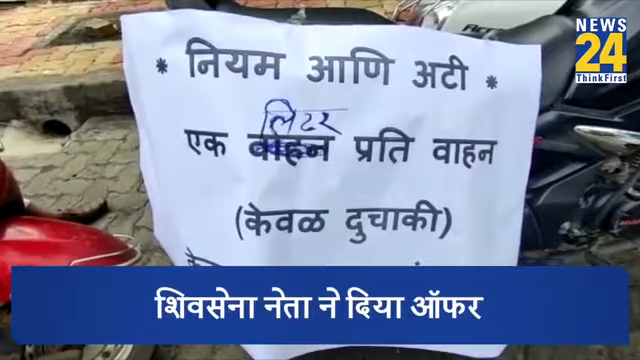 NEWS
24
ThinkFirst
* नियम आणि अटी *
लिटर
एक वाहन प्रति वाहन
(केवळ दुचाकी)
शिवसेना नेता ने दिया ऑफर